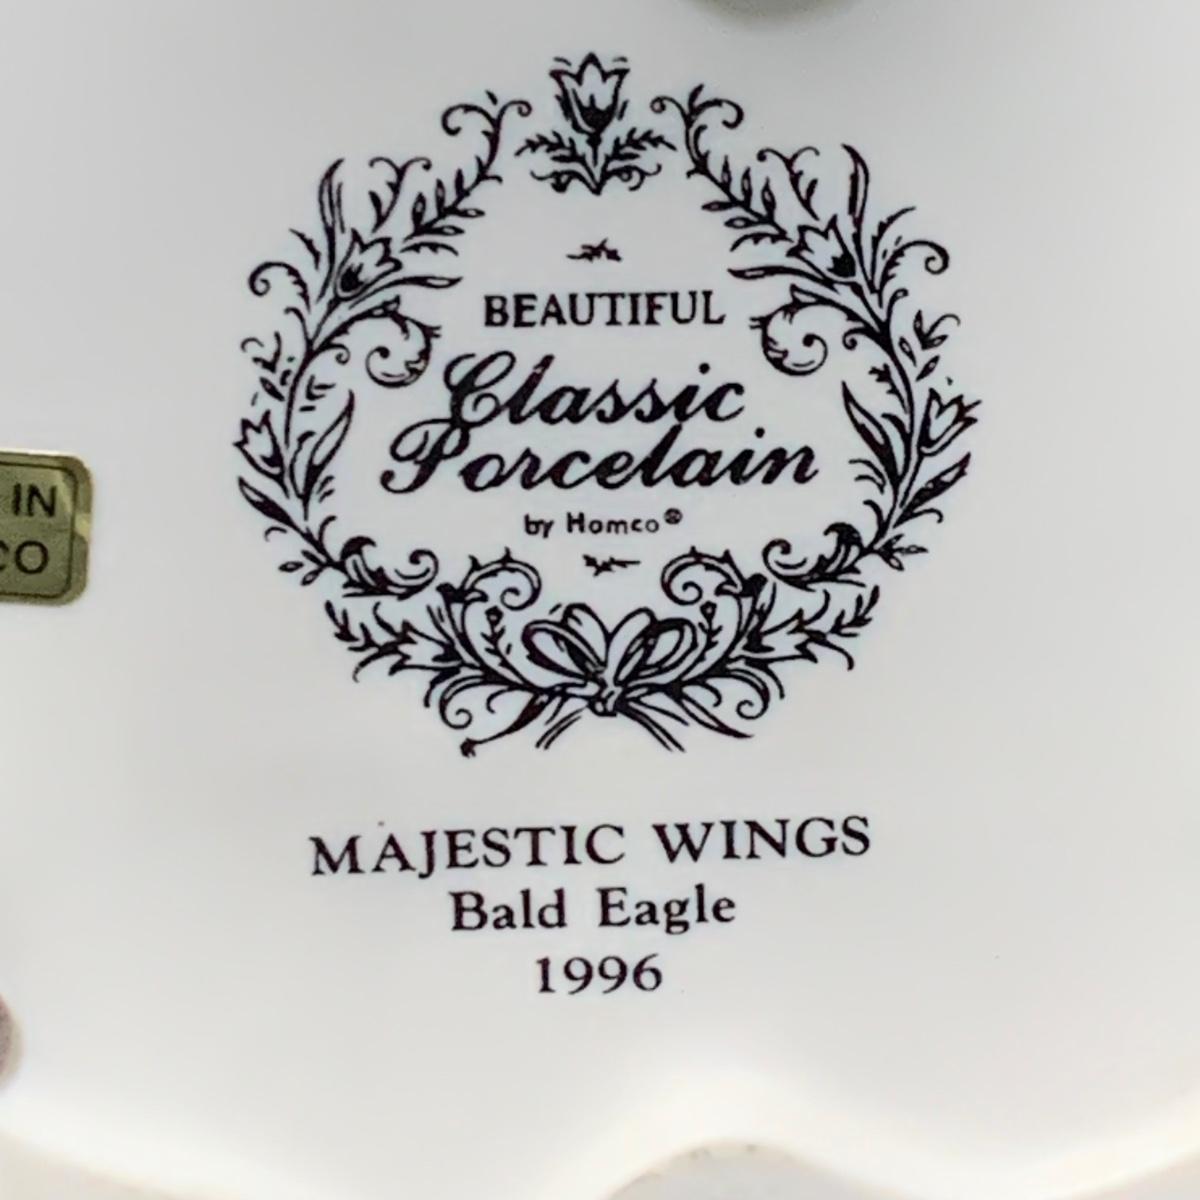 BEAUTIFUL
Classic
Porcelain
by Homco®
IN
CO
MAJESTIC WINGS
Bald Eagle
1996